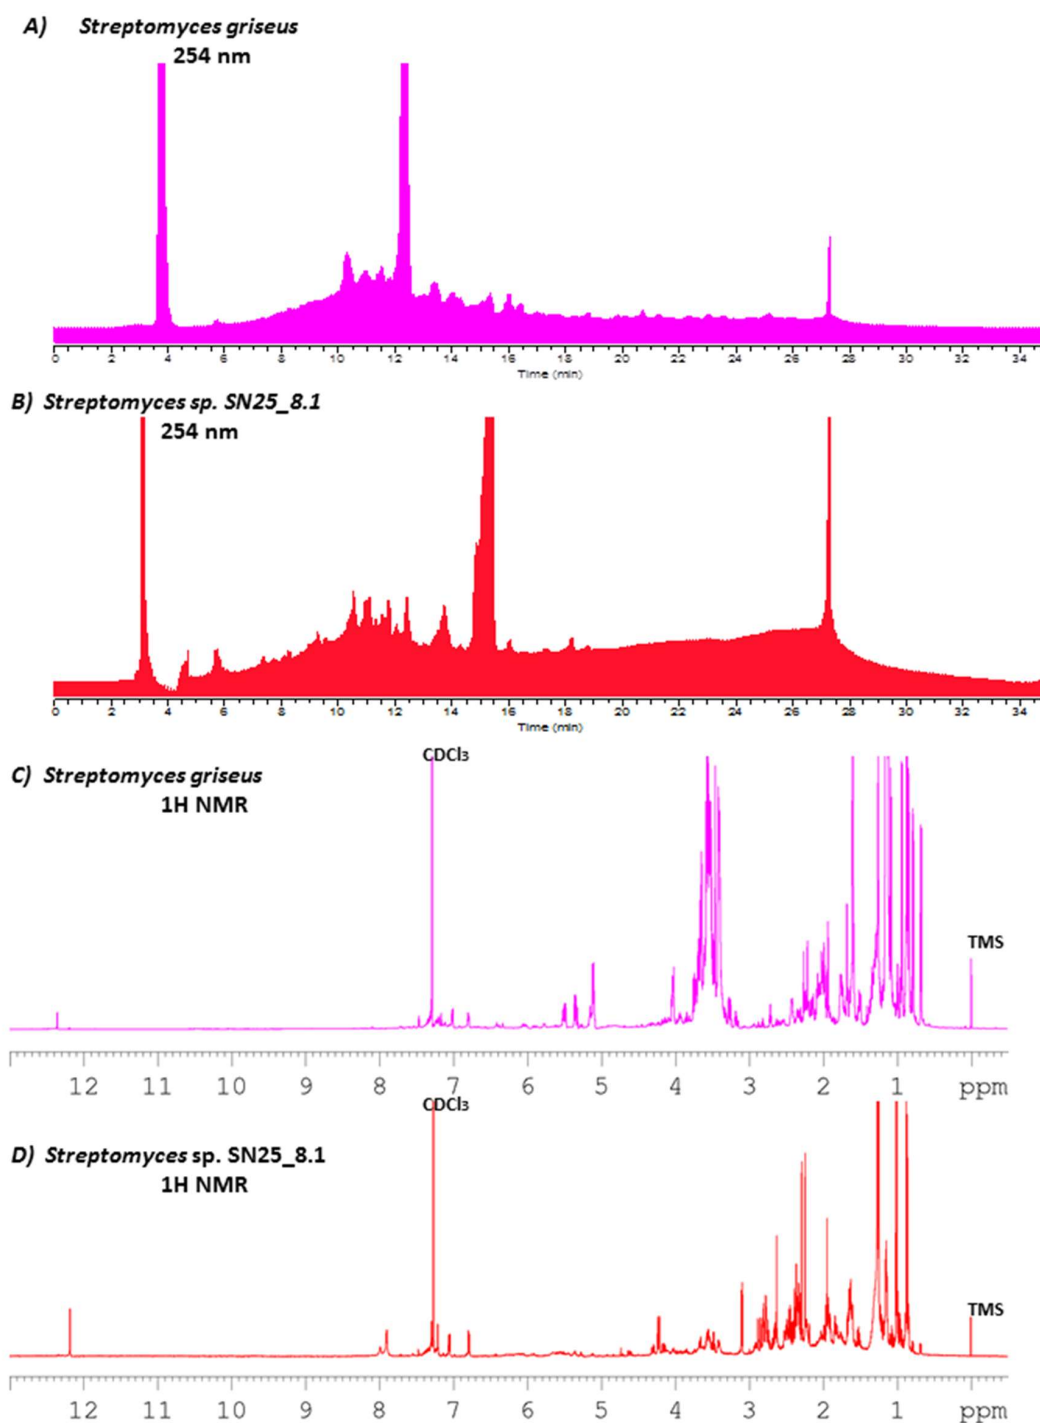 A) Streptomyces griseus
254 nm
0 2 4 6 8 10 12 14 16 18 20 22 24 26 28 30 32 34
Time (min)
B) Streptomyces sp. SN25_8.1
254 nm
0 2 4 6 8 10 12 14 16 18 20 22 24 26 28 30 32 34
Time (min)
CDCl₃
C) Streptomyces griseus
1H NMR
TMS
12 11 10 9 8 7 6 5 4 3 2 1 ppm
CDCl₃
D) Streptomyces sp. SN25_8.1
1H NMR
TMS
12 11 10 9 8 7 6 5 4 3 2 1 ppm